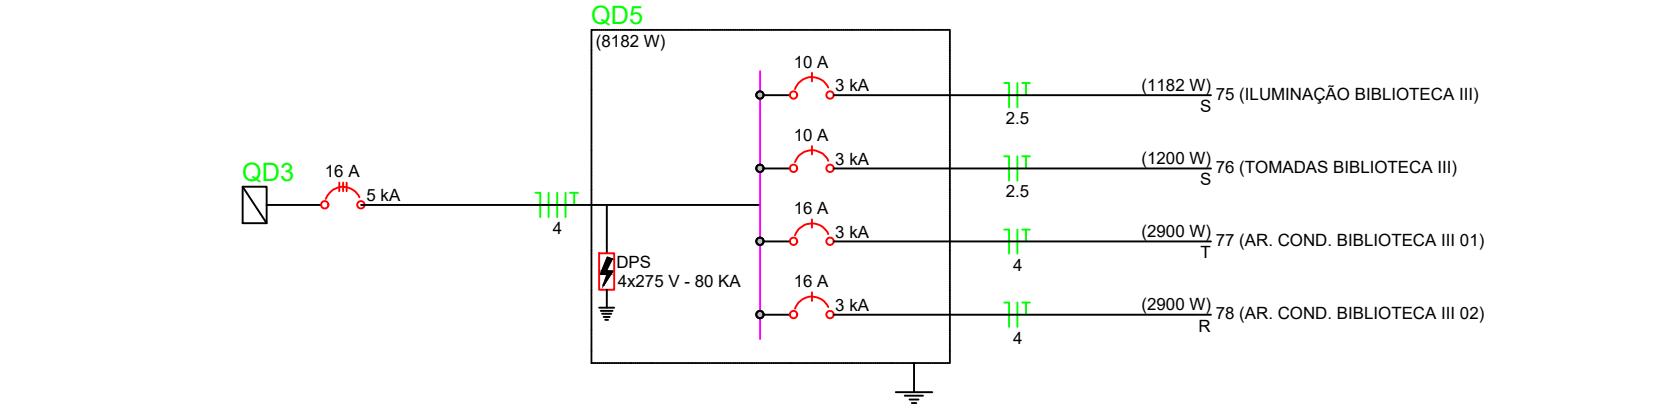 QD5
(8182 W)
10 A
3 kA
2.5
(1182 W)
S
75 (ILUMINAÇÃO BIBLIOTECA III)
10 A
3 kA
2.5
(1200 W)
S
76 (TOMADAS BIBLIOTECA III)
QD3
16 A
5 kA
4
16 A
3 kA
4
(2900 W)
T
77 (AR. COND. BIBLIOTECA III 01)
DPS
4x275 V - 80 KA
16 A
3 kA
4
(2900 W)
R
78 (AR. COND. BIBLIOTECA III 02)